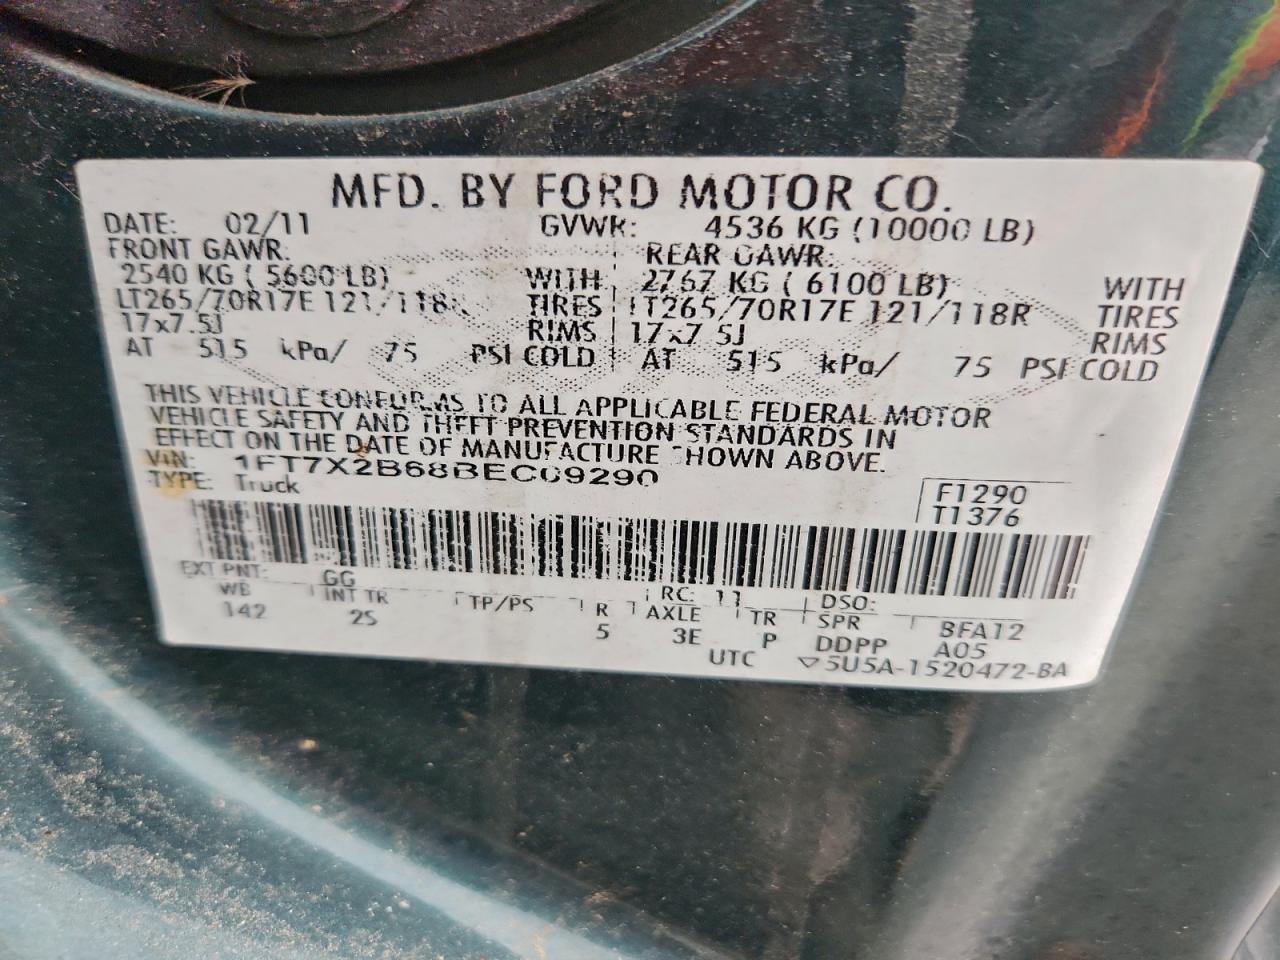 MFD. BY FORD MOTOR CO.
DATE: 02/11 GVWR: 4536 KG (10000 LB)
FRONT GAWR: REAR GAWR:
2540 KG ( 5600 LB) WITH 2767 KG ( 6100 LB) WITH
LT265/70R17E 121/118R TIRES LT265/70R17E 121/118R TIRES
17x7.5J RIMS 17x7.5J RIMS
AT 515 kPa/ 75 PSI COLD AT 515 kPa/ 75 PSI COLD
THIS VEHICLE CONFORMS TO ALL APPLICABLE FEDERAL MOTOR
VEHICLE SAFETY AND THEFT PREVENTION STANDARDS IN
EFFECT ON THE DATE OF MANUFACTURE SHOWN ABOVE.
VIN: 1FT7X2B68BEC09290
TYPE: Truck
F1290
T1376
EXT PNT: GG RC: 11 DSO:
WB INT TR TP/PS R AXLE TR SPR BFA12
142 2S 5 3E P DDPP A05
UTC ▽5U5A-1520472-BA